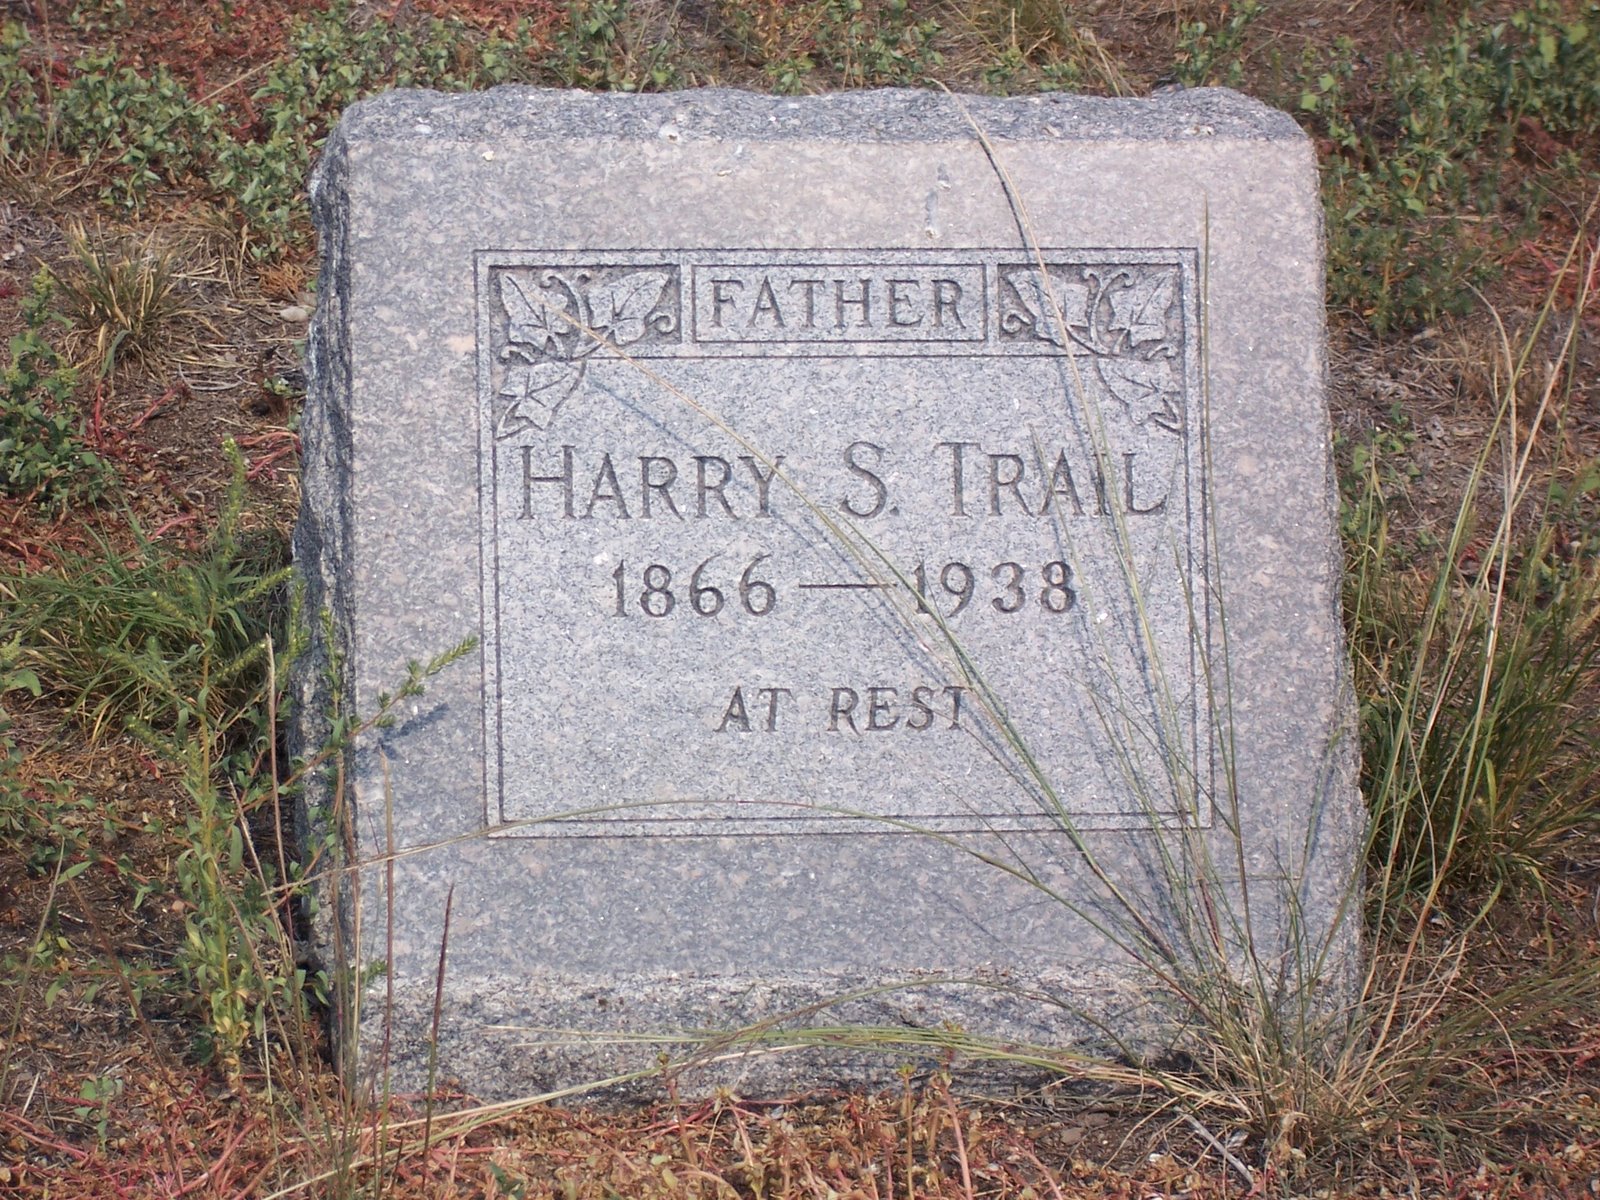 FATHER
HARRY S. TRAIL
1866—1938
AT REST